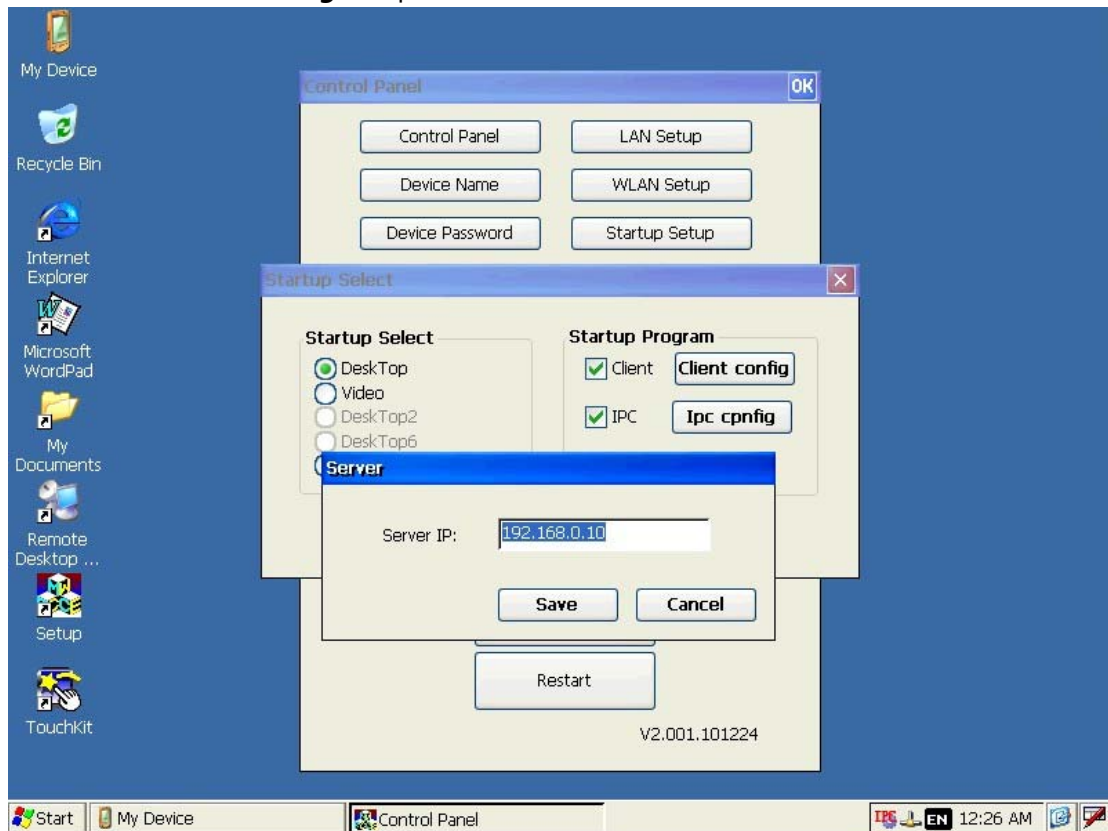 My Device
Recycle Bin
Internet
Explorer
Microsoft
WordPad
My
Documents
Remote
Desktop ...
Setup
TouchKit
Control Panel
OK
Control Panel
LAN Setup
Device Name
WLAN Setup
Device Password
Startup Setup
Startup Select
Startup Select
DeskTop
Video
DeskTop2
DeskTop6
Startup Program
Client
Client config
IPC
Ipc cpnfig
Server
Server IP:
192.168.0.10
Save
Cancel
Restart
V2.001.101224
Start
My Device
Control Panel
IPC
EN
12:26 AM